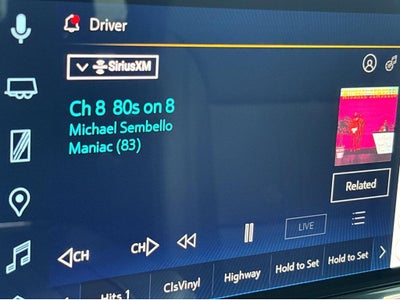 Driver
SiriusXM
Ch 8 80s on 8
Michael Sembello
Maniac (83)
Related
LIVE
CH
CH
Hits 1
ClsVinyl
Highway
Hold to Set
Hold to Set